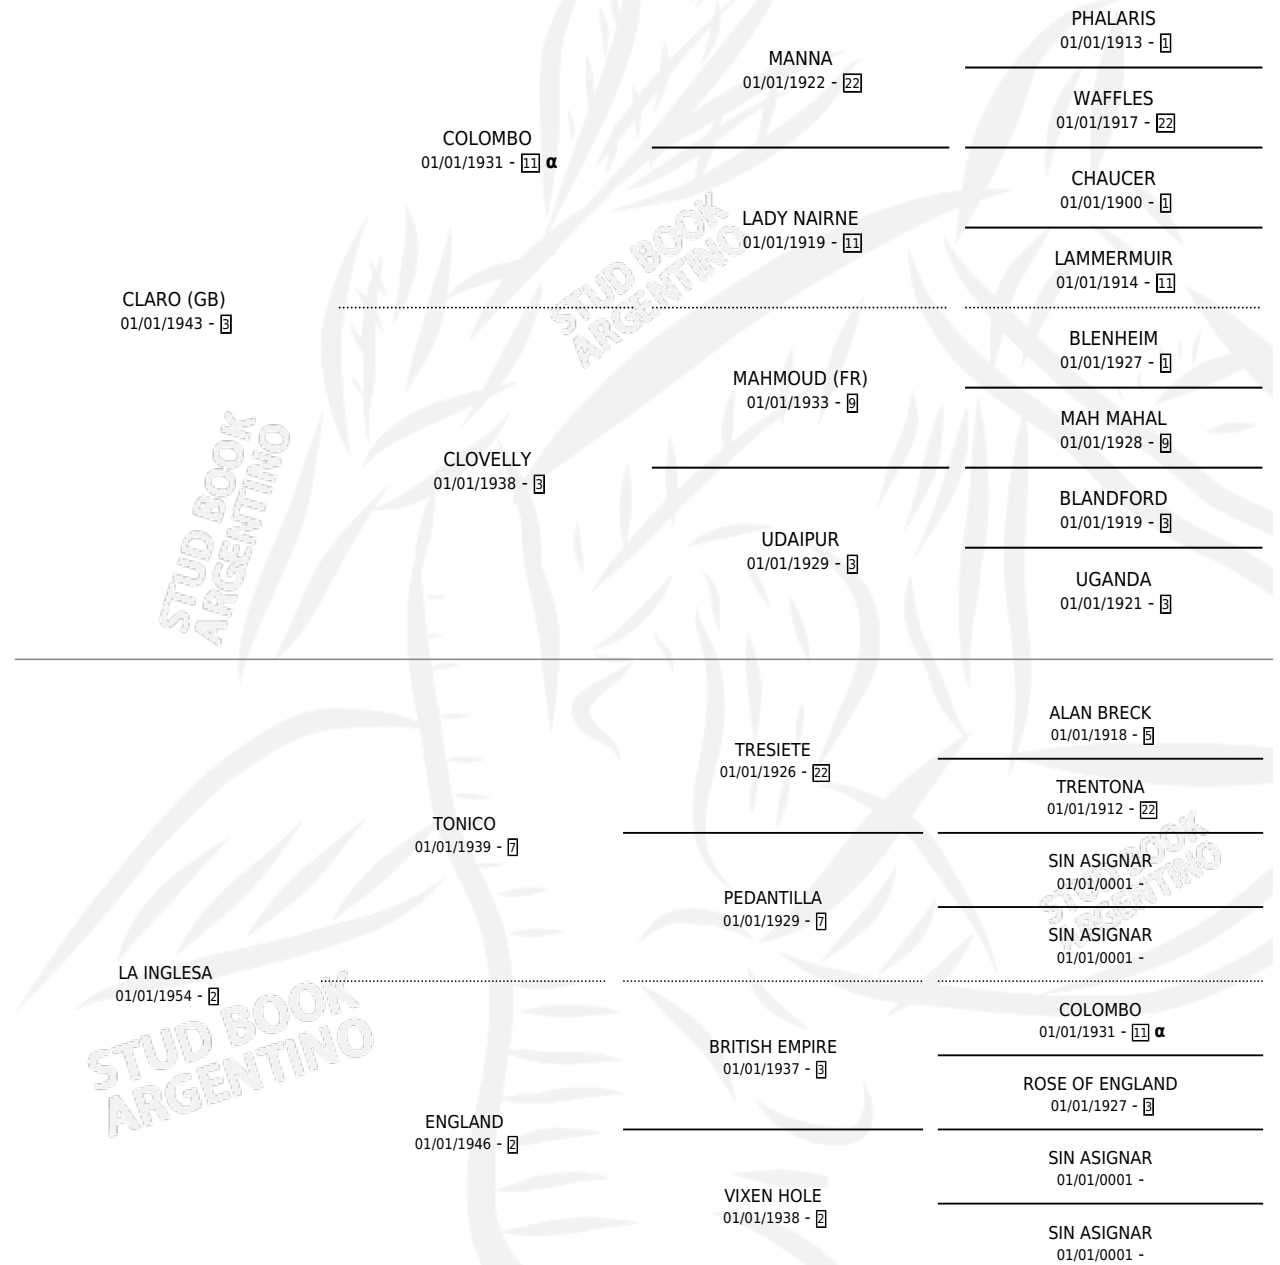 PHALARIS
01/01/1913 - 1
MANNA
01/01/1922 - 22
WAFFLES
01/01/1917 - 22
COLOMBO
01/01/1931 - 11 α
CHAUCER
01/01/1900 - 1
LADY NAIRNE
01/01/1919 - 11
LAMMERMUIR
01/01/1914 - 11
CLARO (GB)
01/01/1943 - 3
BLENHEIM
01/01/1927 - 1
MAHMOUD (FR)
01/01/1933 - 9
MAH MAHAL
01/01/1928 - 9
CLOVELLY
01/01/1938 - 3
BLANDFORD
01/01/1919 - 3
UDAIPUR
01/01/1929 - 3
UGANDA
01/01/1921 - 3
ALAN BRECK
01/01/1918 - 5
TRESIETE
01/01/1926 - 22
TRENTONA
01/01/1912 - 22
TONICO
01/01/1939 - 7
SIN ASIGNAR
01/01/0001 -
PEDANTILLA
01/01/1929 - 7
SIN ASIGNAR
01/01/0001 -
LA INGLESA
01/01/1954 - 2
COLOMBO
01/01/1931 - 11 α
BRITISH EMPIRE
01/01/1937 - 3
ROSE OF ENGLAND
01/01/1927 - 3
ENGLAND
01/01/1946 - 2
SIN ASIGNAR
01/01/0001 -
VIXEN HOLE
01/01/1938 - 2
SIN ASIGNAR
01/01/0001 -
STUD BOOK
ARGENTINO
STUD BOOK
ARGENTINO
STUD BOOK
ARGENTINO
STUD BOOK
ARGENTINO